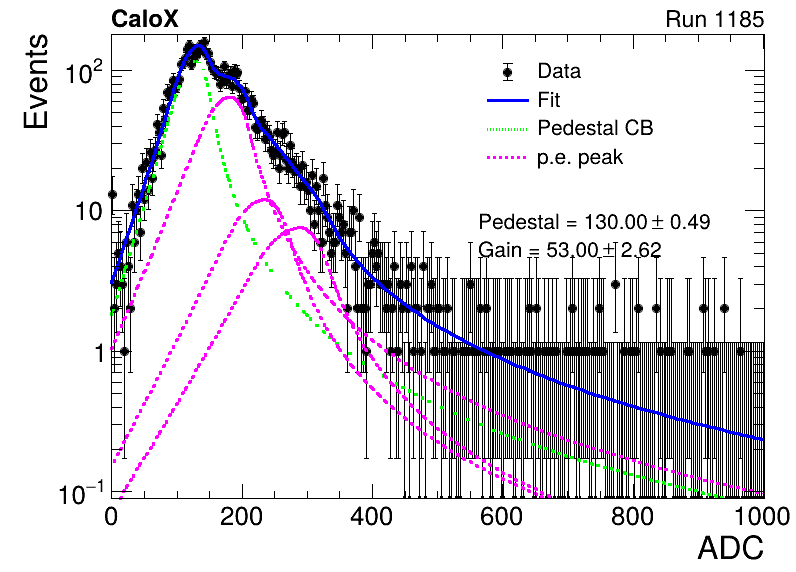 CaloX Run 1185
Events
Data
Fit
Pedestal CB
p.e. peak
Pedestal = 130.00 ± 0.49
Gain = 53.00 ± 2.62
10²
10
1
10⁻¹
0 200 400 600 800 1000
ADC